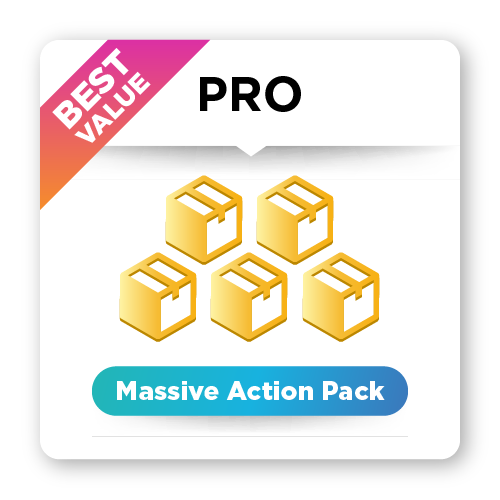 BEST
VALUE
PRO
Massive Action Pack